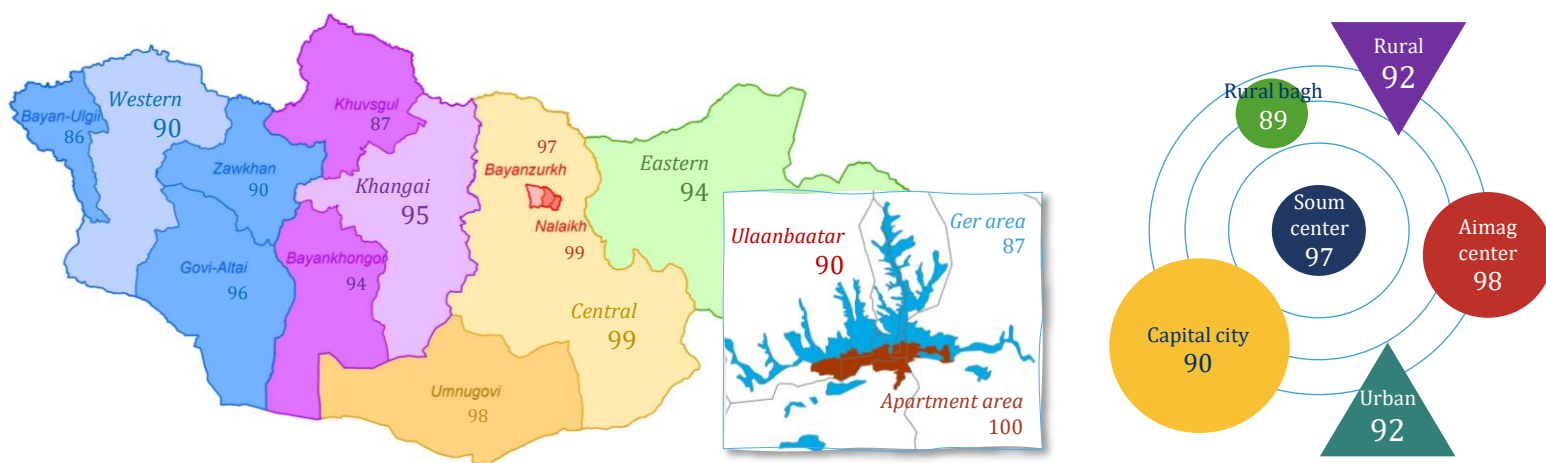 Bayan-Ulgii
86
Western
90
Khuvsgul
87
Zawkhan
90
Khangai
95
Govi-Altai
96
Bayankhongor
94
97
Bayanzurkh
Nalaikh
99
Central
99
Umnugovi
98
Eastern
94
Ulaanbaatar
90
Ger area
87
Apartment area
100
Rural
92
Rural bagh
89
Soum
center
97
Aimag
center
98
Capital city
90
Urban
92